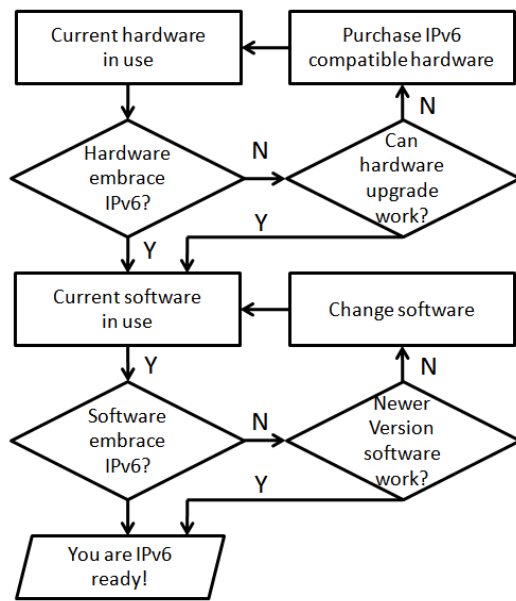 Current hardware
in use
Purchase IPv6
compatible hardware
N
Hardware
embrace
IPv6?
N
Can
hardware
upgrade
work?
Y
Y
Current software
in use
Change software
Y
N
Software
embrace
IPv6?
N
Newer
Version
software
work?
Y
You are IPv6
ready!